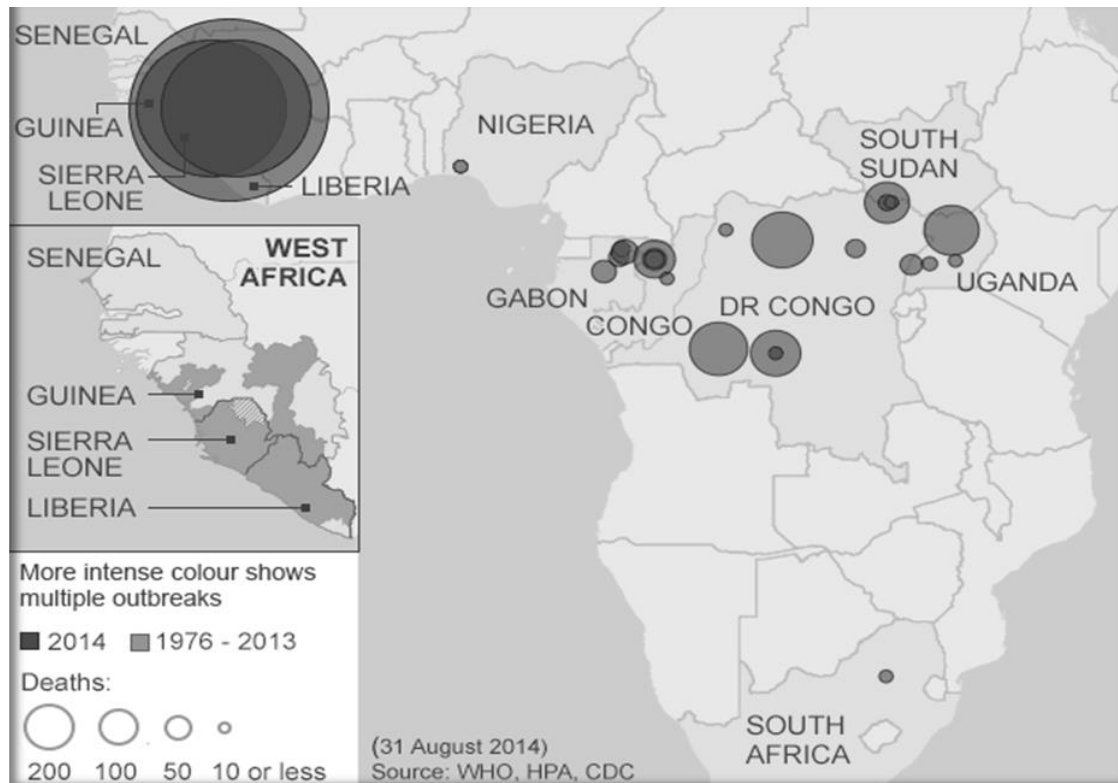 SENEGAL
GUINEA
SIERRA
LEONE
LIBERIA
NIGERIA
SOUTH
SUDAN
UGANDA
GABON
CONGO
DR CONGO
SOUTH
AFRICA
WEST
AFRICA
SENEGAL
GUINEA
SIERRA
LEONE
LIBERIA
More intense colour shows
multiple outbreaks
2014 1976 - 2013
Deaths:
200 100 50 10 or less
(31 August 2014)
Source: WHO, HPA, CDC